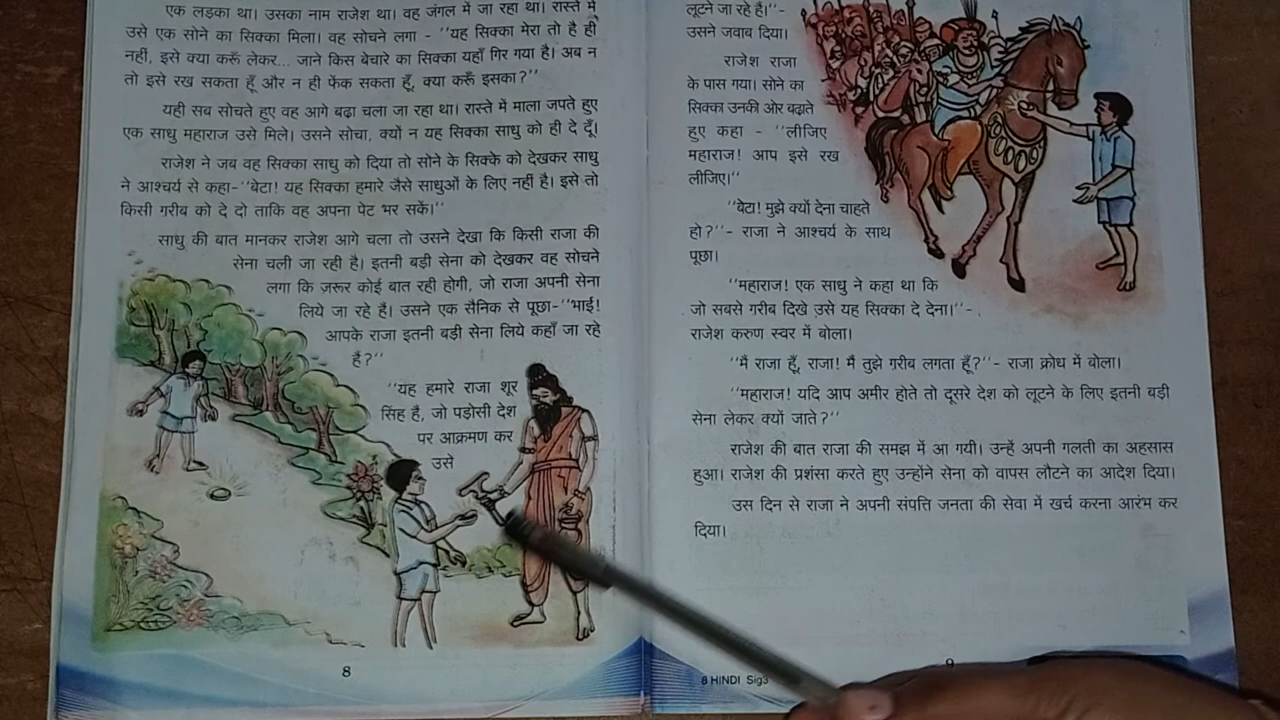 एक लड़का था। उसका नाम राजेश था। वह जंगल में जा रहा था। रास्ते में
उसे एक सोने का सिक्का मिला। वह सोचने लगा - ''यह सिक्का मेरा तो है ही
नहीं, इसे क्या करूँ लेकर... जाने किस बेचारे का सिक्का यहाँ गिर गया है। अब न
तो इसे रख सकता हूँ और न ही फेंक सकता हूँ, क्या करूँ इसका?''
यही सब सोचते हुए वह आगे बढ़ा चला जा रहा था। रास्ते में माला जपते हुए
एक साधु महाराज उसे मिले। उसने सोचा, क्यों न यह सिक्का साधु को ही दे दूँ।
राजेश ने जब वह सिक्का साधु को दिया तो सोने के सिक्के को देखकर साधु
ने आश्चर्य से कहा-''बेटा! यह सिक्का हमारे जैसे साधुओं के लिए नहीं है। इसे तो
किसी गरीब को दे दो ताकि वह अपना पेट भर सकें।''
साधु की बात मानकर राजेश आगे चला तो उसने देखा कि किसी राजा की
सेना चली जा रही है। इतनी बड़ी सेना को देखकर वह सोचने
लगा कि ज़रूर कोई बात रही होगी, जो राजा अपनी सेना
लिये जा रहे हैं। उसने एक सैनिक से पूछा-''भाई!
आपके राजा इतनी बड़ी सेना लिये कहाँ जा रहे
हैं?''
''यह हमारे राजा शूर
सिंह है, जो पड़ोसी देश
पर आक्रमण कर
उसे
8
लूटने जा रहे हैं।''-
उसने जवाब दिया।
राजेश राजा
के पास गया। सोने का
सिक्का उनकी ओर बढ़ाते
हुए कहा - ''लीजिए
महाराज! आप इसे रख
लीजिए।''
''बेटा! मुझे क्यों देना चाहते
हो?''- राजा ने आश्चर्य के साथ
पूछा।
''महाराज! एक साधु ने कहा था कि
जो सबसे गरीब दिखे उसे यह सिक्का दे देना।''-
राजेश करुण स्वर में बोला।
''मैं राजा हूँ, राजा! मैं तुझे ग़रीब लगता हूँ?''- राजा क्रोध में बोला।
''महाराज! यदि आप अमीर होते तो दूसरे देश को लूटने के लिए इतनी बड़ी
सेना लेकर क्यों जाते?''
राजेश की बात राजा की समझ में आ गयी। उन्हें अपनी गलती का अहसास
हुआ। राजेश की प्रशंसा करते हुए उन्होंने सेना को वापस लौटने का आदेश दिया।
उस दिन से राजा ने अपनी संपत्ति जनता की सेवा में खर्च करना आरंभ कर
दिया।
8 HINDI Sig3
9